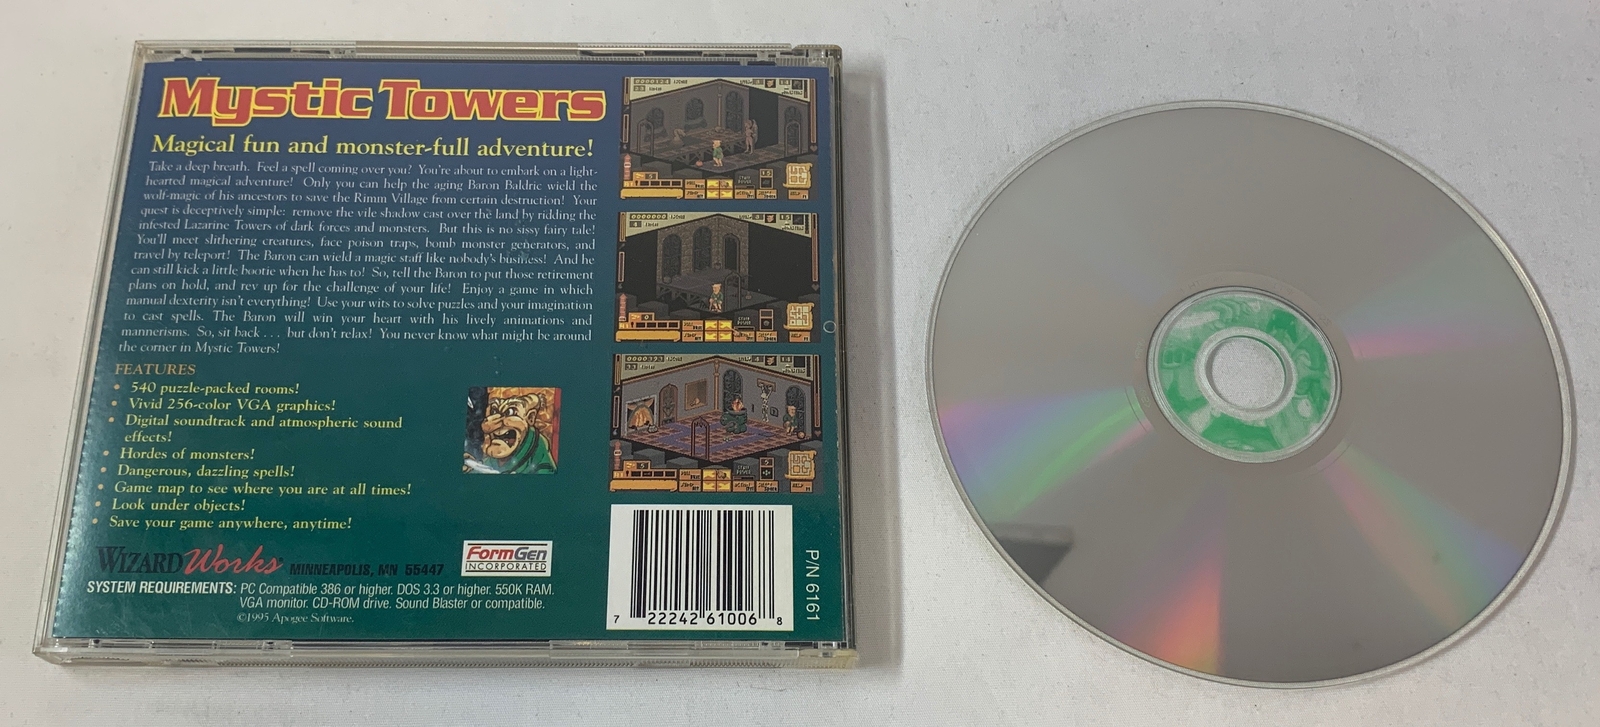 Mystic Towers
Magical fun and monster-full adventure!
Take a deep breath. Feel a spell coming over you? You're about to embark on a light-
hearted magical adventure! Only you can help the aging Baron Baldric wield the
wolf-magic of his ancestors to save the Rimm Village from certain destruction! Your
quest is deceptively simple: remove the vile shadow cast over the land by ridding the
infested Lazarine Towers of dark forces and monsters. But this is no sissy fairy tale!
You'll meet slithering creatures, face poison traps, bomb monster generators, and
travel by teleport! The Baron can wield a magic staff like nobody's business! And he
can still kick a little bootie when he has to! So, tell the Baron to put those retirement
plans on hold, and rev up for the challenge of your life! Enjoy a game in which
manual dexterity isn't everything! Use your wits to solve puzzles and your imagination
to cast spells. The Baron will win your heart with his lively animations and
mannerisms. So, sit back . . . but don't relax! You never know what might be around
the corner in Mystic Towers!
FEATURES
• 540 puzzle-packed rooms!
• Vivid 256-color VGA graphics!
• Digital soundtrack and atmospheric sound
effects!
• Hordes of monsters!
• Dangerous, dazzling spells!
• Game map to see where you are at all times!
• Look under objects!
• Save your game anywhere, anytime!
WIZARDWorks MINNEAPOLIS, MN 55447
FormGen
INCORPORATED
SYSTEM REQUIREMENTS: PC Compatible 386 or higher. DOS 3.3 or higher. 550K RAM.
VGA monitor. CD-ROM drive. Sound Blaster or compatible.
©1995 Apogee Software.
7 22242 61006 8
P/N 6161